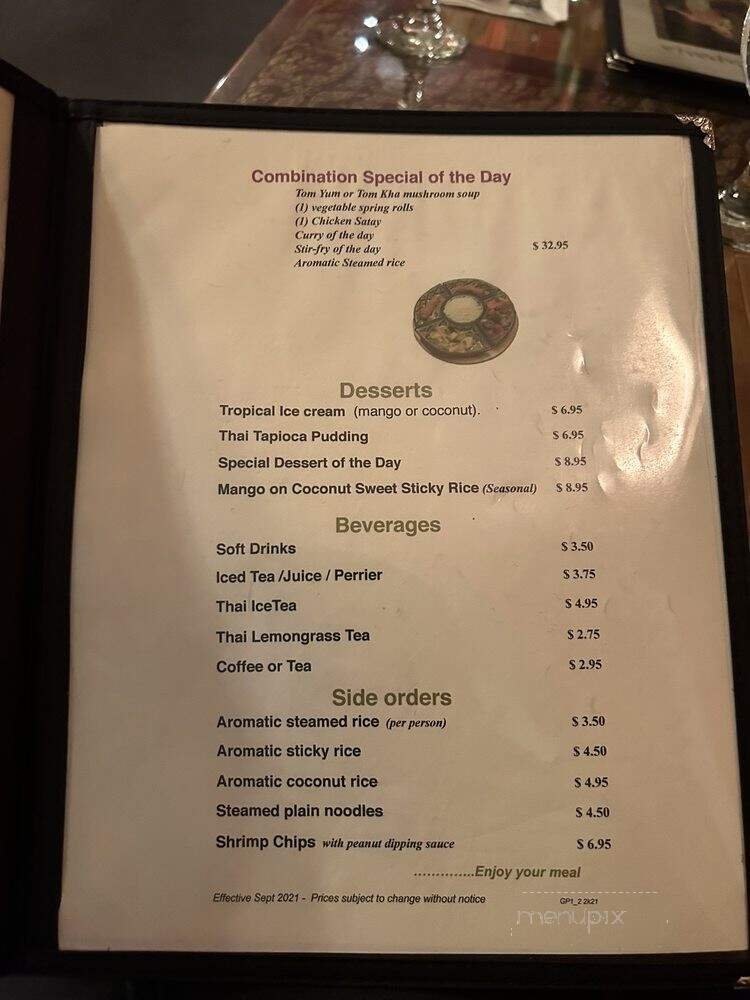 Combination Special of the Day
Tom Yum or Tom Kha mushroom soup
(1) vegetable spring rolls
(1) Chicken Satay
Curry of the day
Stir-fry of the day $ 32.95
Aromatic Steamed rice
Desserts
Tropical Ice cream (mango or coconut). $ 6.95
Thai Tapioca Pudding $ 6.95
Special Dessert of the Day $ 8.95
Mango on Coconut Sweet Sticky Rice (Seasonal) $ 8.95
Beverages
Soft Drinks $ 3.50
Iced Tea /Juice / Perrier $ 3.75
Thai IceTea $ 4.95
Thai Lemongrass Tea $ 2.75
Coffee or Tea $ 2.95
Side orders
Aromatic steamed rice (per person) $ 3.50
Aromatic sticky rice $ 4.50
Aromatic coconut rice $ 4.95
Steamed plain noodles $ 4.50
Shrimp Chips with peanut dipping sauce $ 6.95
..............Enjoy your meal
Effective Sept 2021 - Prices subject to change without notice GP1_2 2k21
menupix